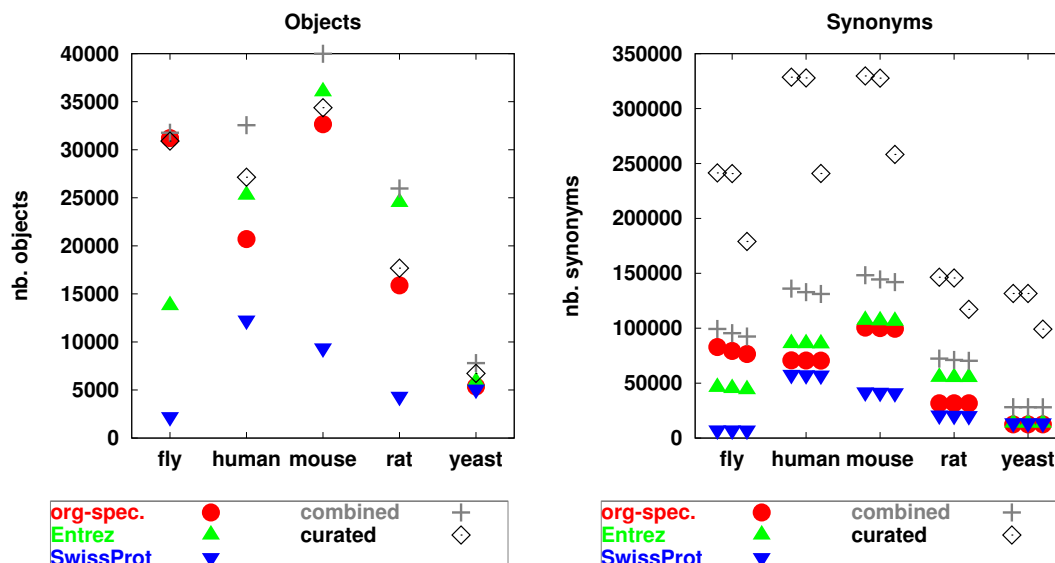 Objects
40000
35000
30000
25000
20000
15000
10000
5000
0
nb. objects
fly human mouse rat yeast
org-spec. combined
Entrez curated
SwissProt
Synonyms
350000
300000
250000
200000
150000
100000
50000
0
nb. synonyms
fly human mouse rat yeast
org-spec. combined
Entrez curated
SwissProt